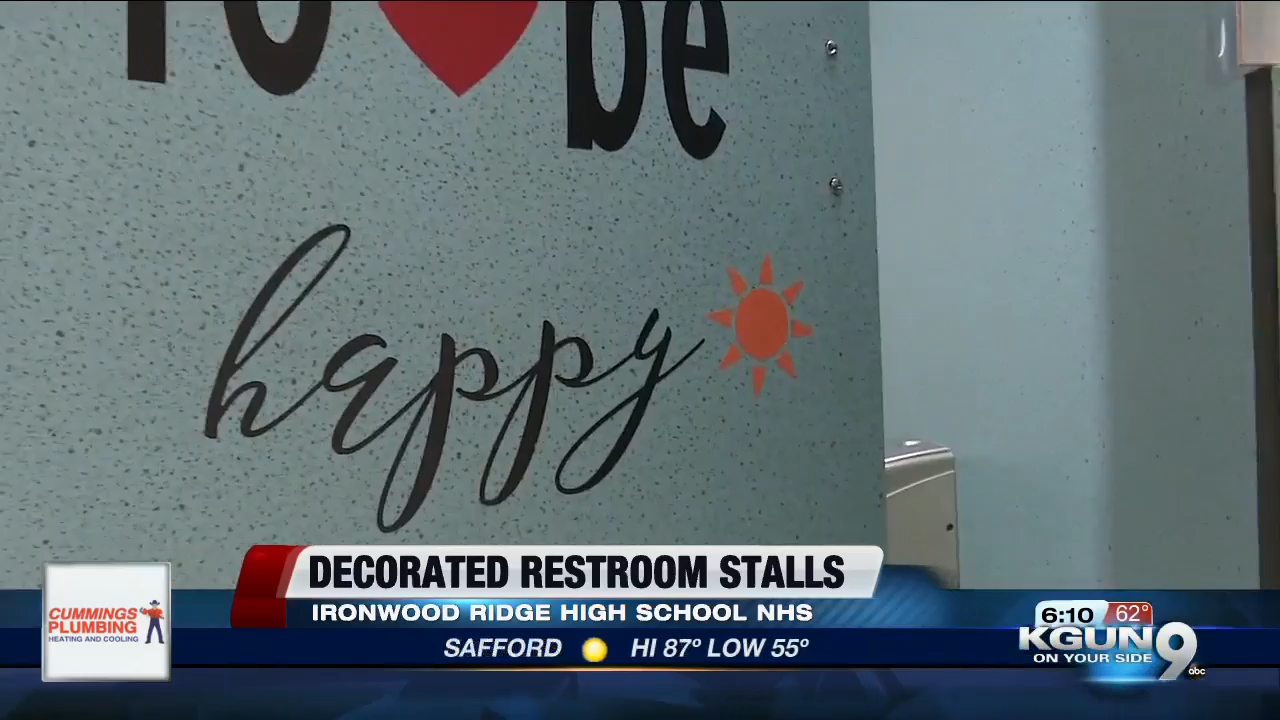 To be
happy
DECORATED RESTROOM STALLS
IRONWOOD RIDGE HIGH SCHOOL NHS
CUMMINGS
PLUMBING
HEATING AND COOLING
SAFFORD HI 87° LOW 55°
6:10 62°
KGUN 9
ON YOUR SIDE
abc